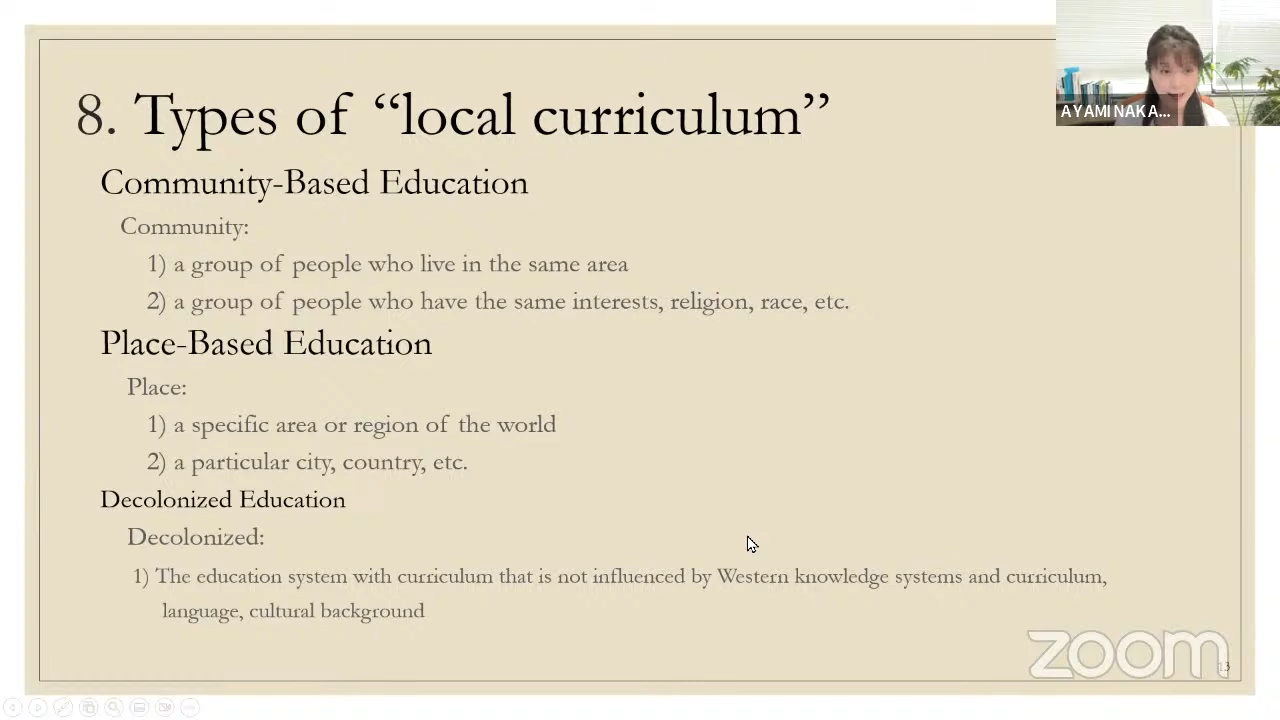 8. Types of “local curriculum”
AYAMI NAKA...
Community-Based Education
Community:
1) a group of people who live in the same area
2) a group of people who have the same interests, religion, race, etc.
Place-Based Education
Place:
1) a specific area or region of the world
2) a particular city, country, etc.
Decolonized Education
Decolonized:
1) The education system with curriculum that is not influenced by Western knowledge systems and curriculum,
language, cultural background
zoom
13